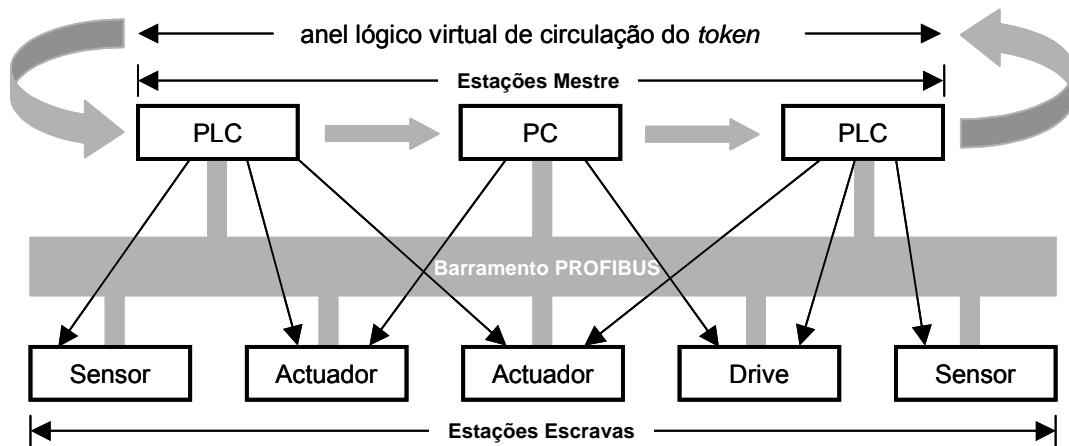 anel lógico virtual de circulação do token
Estações Mestre
PLC
PC
PLC
Barramento PROFIBUS
Sensor
Actuador
Actuador
Drive
Sensor
Estações Escravas